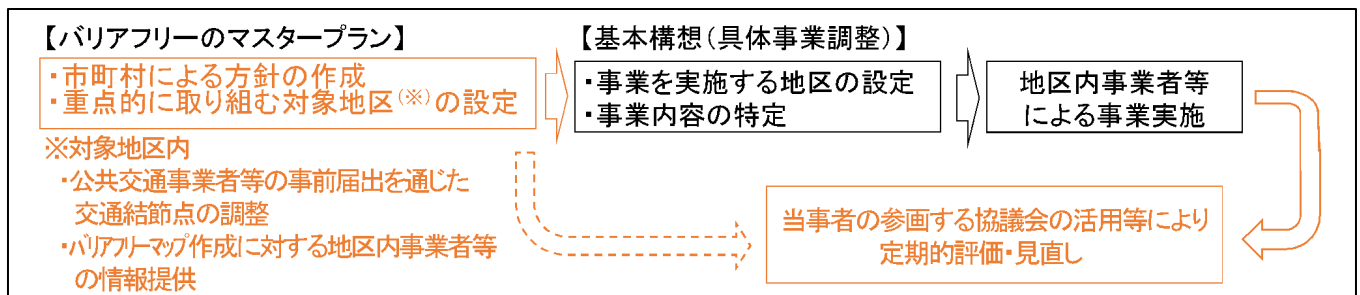 【バリアフリーのマスタープラン】
・市町村による方針の作成
・重点的に取り組む対象地区(※)の設定
※対象地区内
・公共交通事業者等の事前届出を通じた
交通結節点の調整
・バリアフリーマップ作成に対する地区内事業者等
の情報提供
【基本構想(具体事業調整)】
・事業を実施する地区の設定
・事業内容の特定
地区内事業者等
による事業実施
当事者の参画する協議会の活用等により
定期的評価・見直し